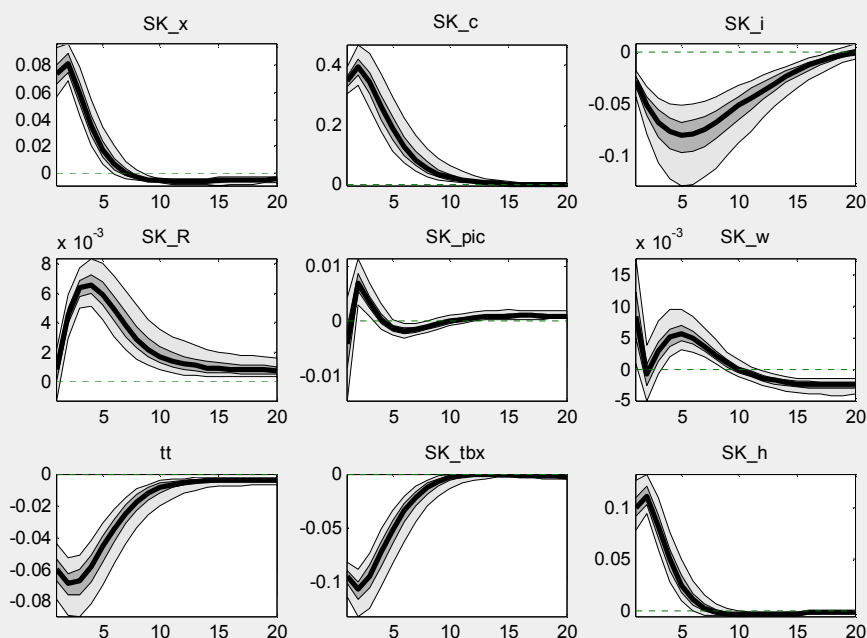 SK_x SK_c SK_i
0.08 0.06 0.04 0.02 0 5 10 15 20
0.4 0.2 0 5 10 15 20
0 -0.05 -0.1 5 10 15 20
SK_R SK_pic SK_w
x 10⁻³ 8 6 4 2 0 5 10 15 20
0.01 0 -0.01 5 10 15 20
x 10⁻³ 15 10 5 0 -5 5 10 15 20
tt SK_tbx SK_h
0 -0.02 -0.04 -0.06 -0.08 5 10 15 20
0 -0.05 -0.1 5 10 15 20
0.1 0.05 0 5 10 15 20